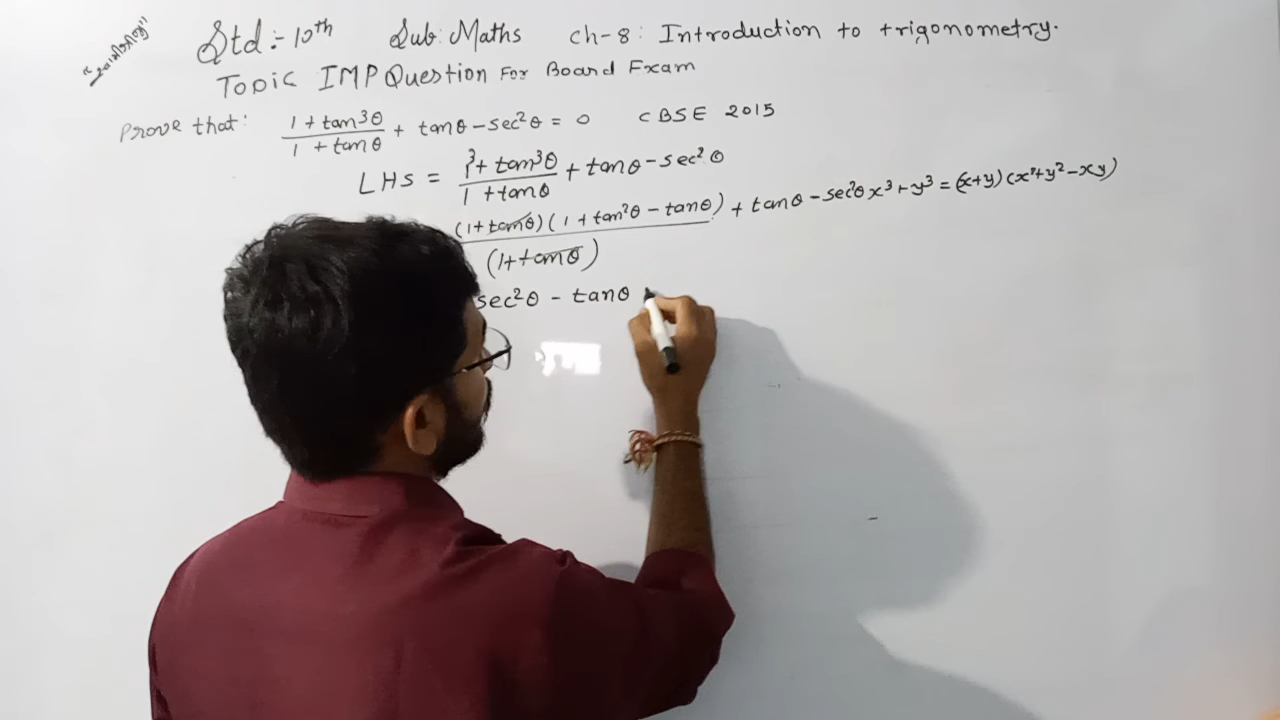 Std :- 10th Sub: Maths ch-8: Introduction to trigonometry.
Topic IMP Question For Board Exam
Prove that: (1 + tan³θ)/(1 + tanθ) + tanθ - sec²θ = 0 CBSE 2015
LHS = (1³ + tan³θ)/(1 + tanθ) + tanθ - sec²θ
(1 + tanθ)(1 + tan²θ - tanθ)/(1 + tanθ) + tanθ - sec²θ x³ + y³ = (x+y)(x²+y²-xy)
sec²θ - tanθ